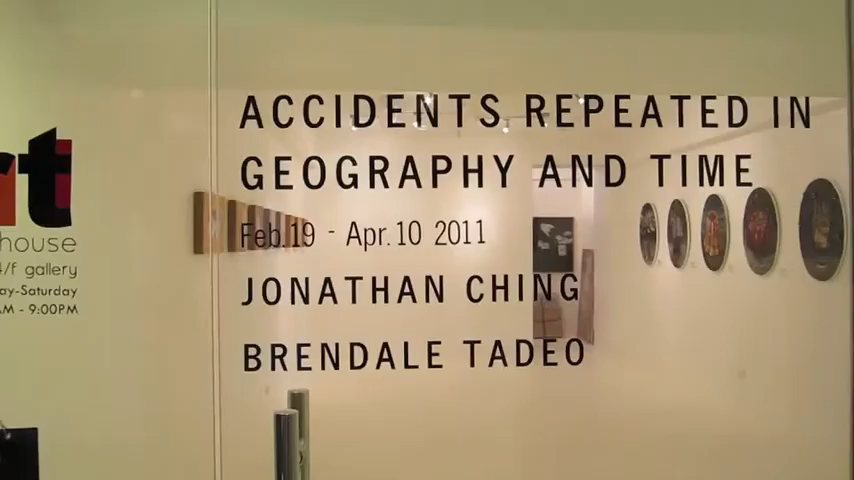 rt
house
4/f gallery
ay-Saturday
AM - 9:00PM
ACCIDENTS REPEATED IN
GEOGRAPHY AND TIME
Feb.19 - Apr.10 2011
JONATHAN CHING
BRENDALE TADEO